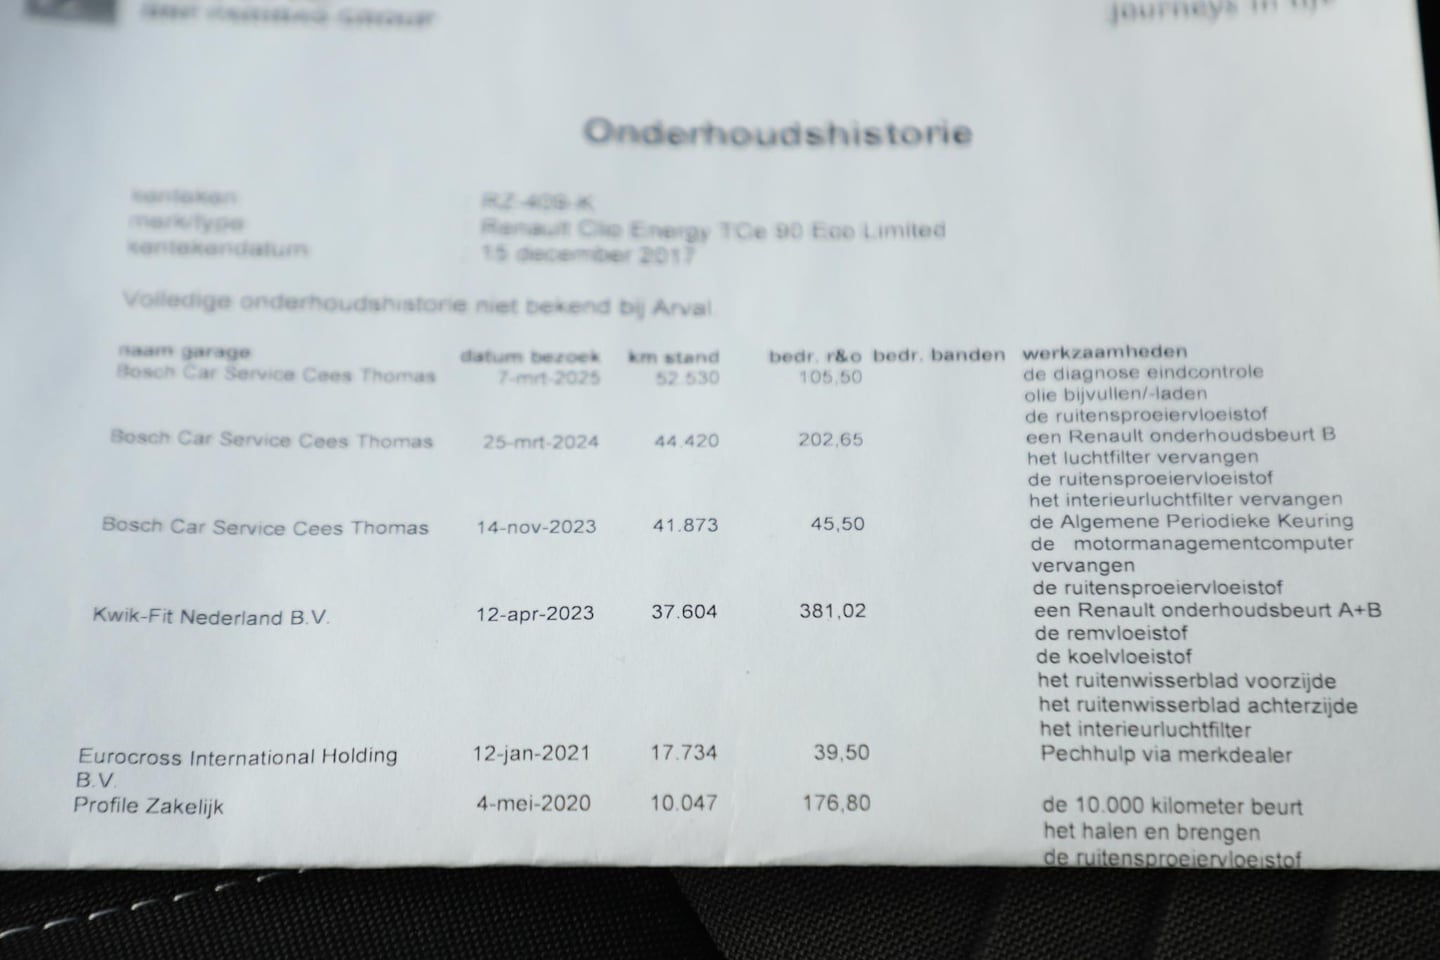 BNP PARIBAS GROUP
journeys in
Onderhoudshistorie
kenteken : RZ-409-K
merk/type : Renault Clio Energy TCe 90 Eco Limited
kentekendatum : 15 december 2017
Volledige onderhoudshistorie niet bekend bij Arval.
naam garage datum bezoek km stand bedr. r&o bedr. banden werkzaamheden
Bosch Car Service Cees Thomas 7-mrt-2025 52.530 105,50 de diagnose eindcontrole
olie bijvullen/-laden
de ruitensproeiervloeistof
Bosch Car Service Cees Thomas 25-mrt-2024 44.420 202,65 een Renault onderhoudsbeurt B
het luchtfilter vervangen
de ruitensproeiervloeistof
het interieurluchtfilter vervangen
Bosch Car Service Cees Thomas 14-nov-2023 41.873 45,50 de Algemene Periodieke Keuring
de motormanagementcomputer
vervangen
de ruitensproeiervloeistof
Kwik-Fit Nederland B.V. 12-apr-2023 37.604 381,02 een Renault onderhoudsbeurt A+B
de remvloeistof
de koelvloeistof
het ruitenwisserblad voorzijde
het ruitenwisserblad achterzijde
het interieurluchtfilter
Eurocross International Holding 12-jan-2021 17.734 39,50 Pechhulp via merkdealer
B.V.
Profile Zakelijk 4-mei-2020 10.047 176,80 de 10.000 kilometer beurt
het halen en brengen
de ruitensproeiervloeistof